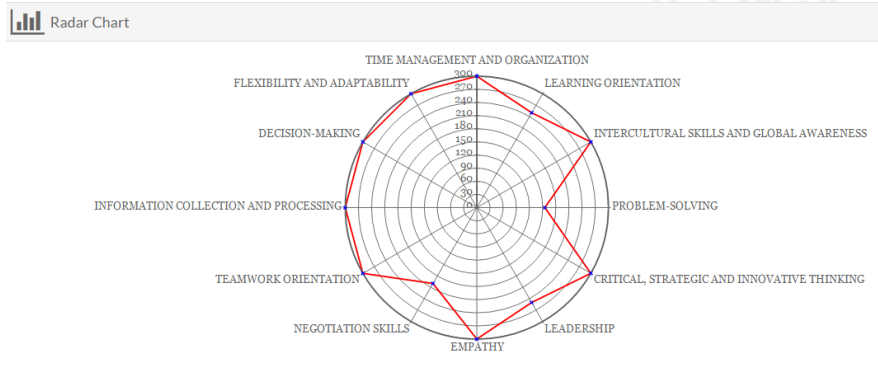 Radar Chart
TIME MANAGEMENT AND ORGANIZATION
FLEXIBILITY AND ADAPTABILITY
LEARNING ORIENTATION
DECISION-MAKING
INTERCULTURAL SKILLS AND GLOBAL AWARENESS
INFORMATION COLLECTION AND PROCESSING
PROBLEM-SOLVING
TEAMWORK ORIENTATION
CRITICAL, STRATEGIC AND INNOVATIVE THINKING
NEGOTIATION SKILLS
LEADERSHIP
EMPATHY
300
270
240
210
180
150
120
90
60
30
0